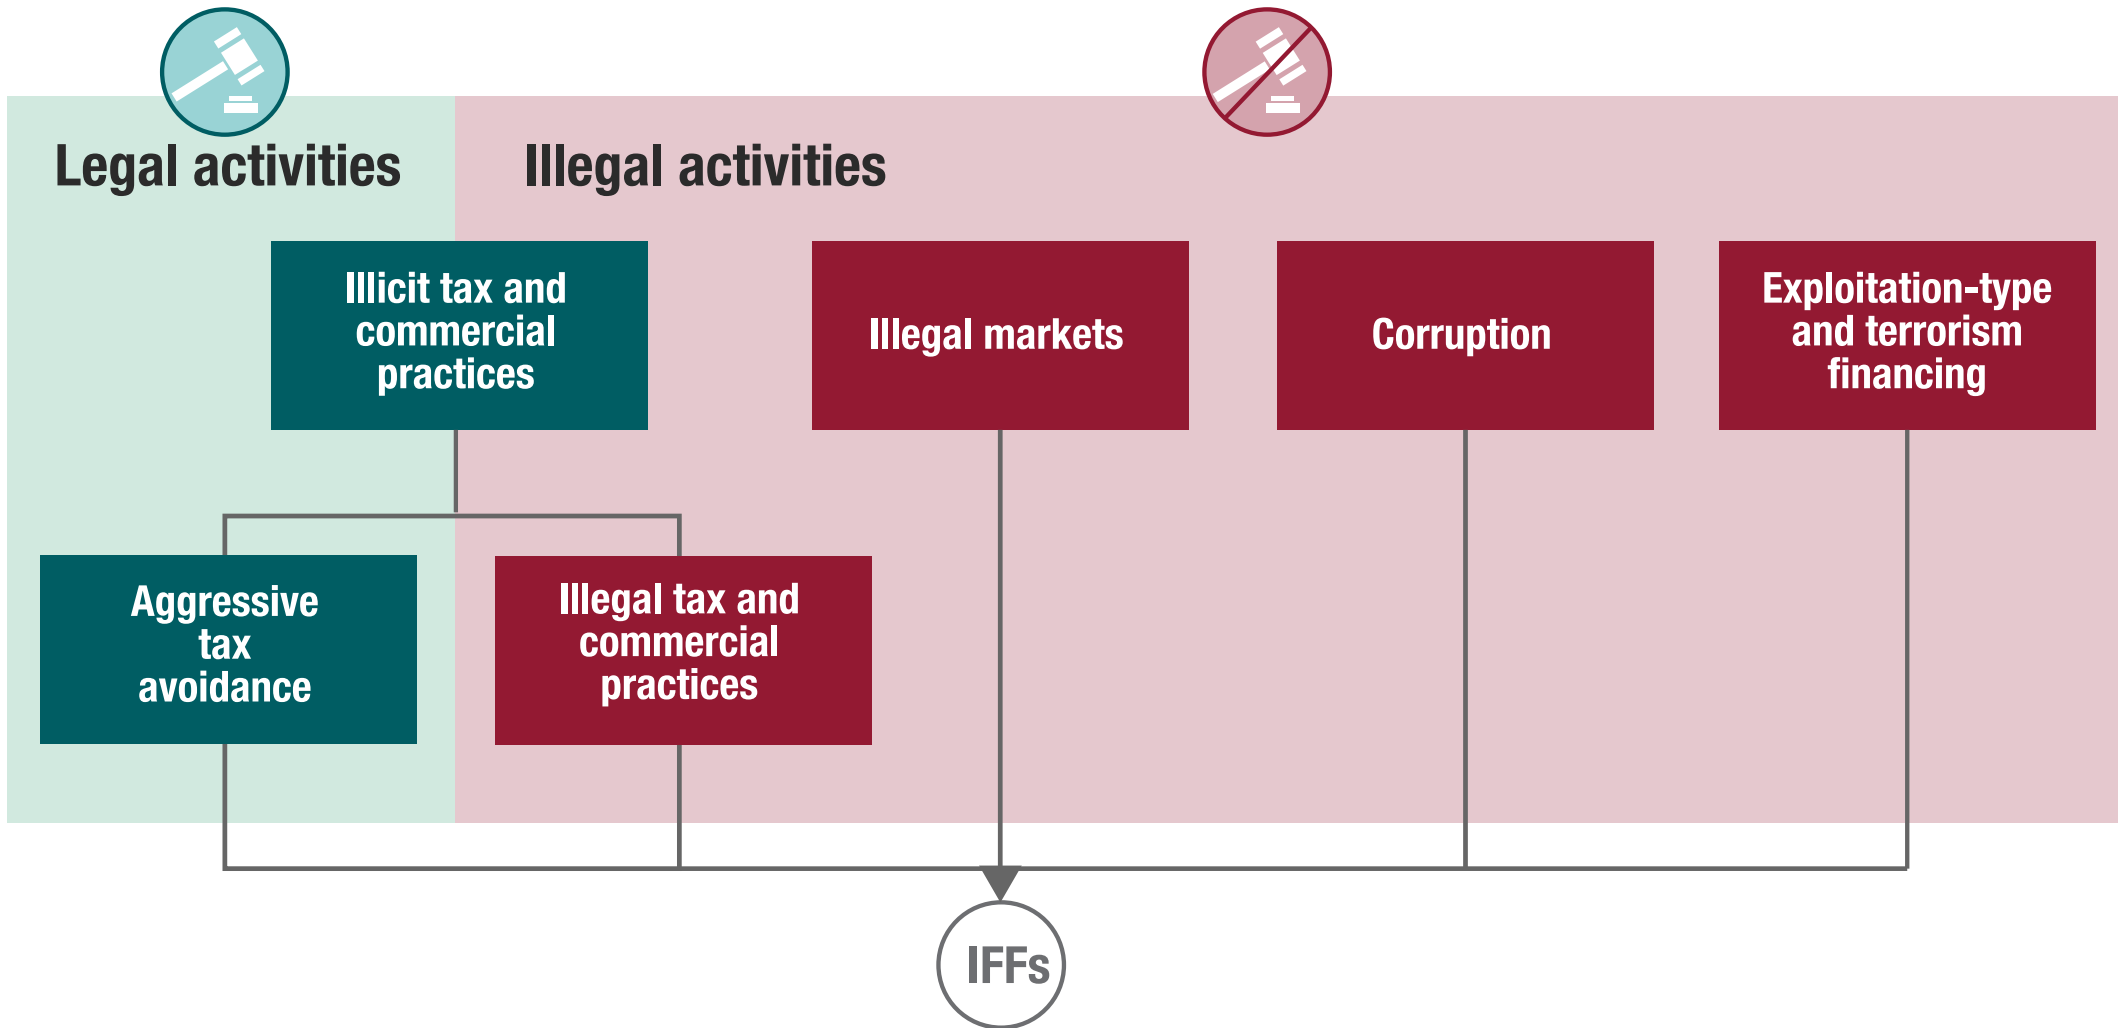 Legal activities
Illegal activities
Illicit tax and
commercial
practices
Illegal markets
Corruption
Exploitation-type
and terrorism
financing
Aggressive
tax
avoidance
Illegal tax and
commercial
practices
IFFs